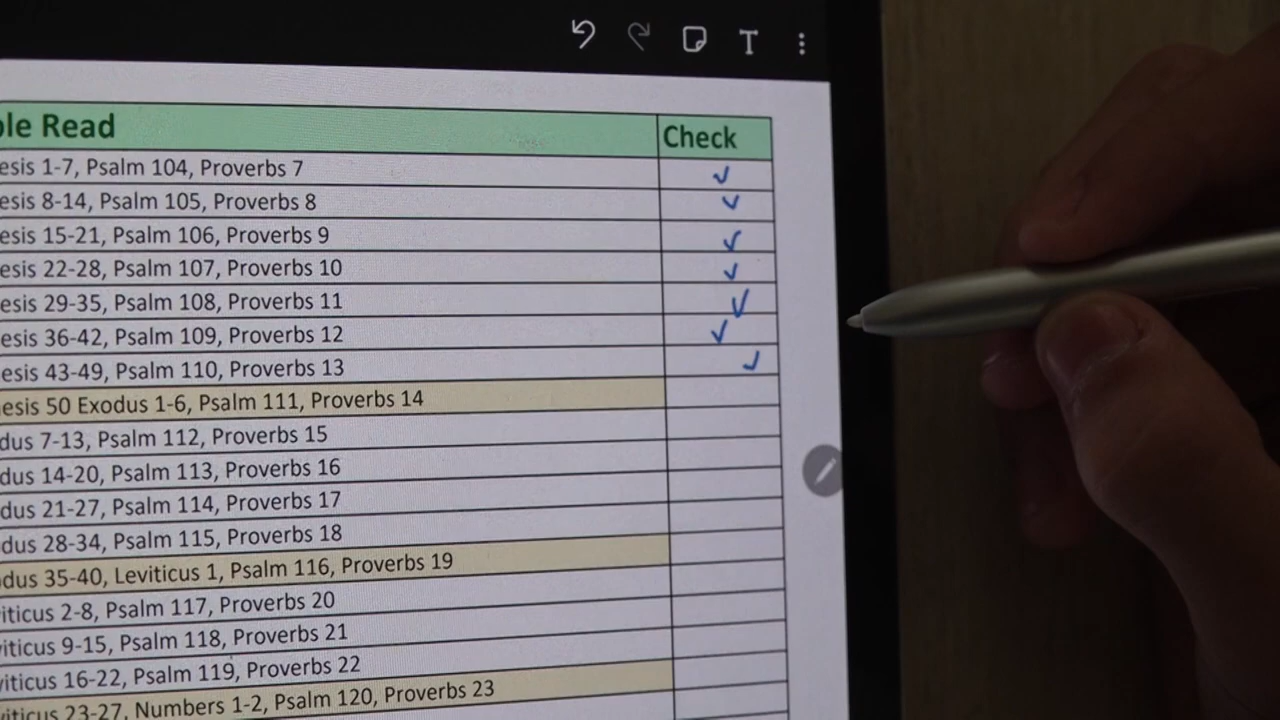 T
ble Read Check
esis 1-7, Psalm 104, Proverbs 7 ✓
esis 8-14, Psalm 105, Proverbs 8 ✓
esis 15-21, Psalm 106, Proverbs 9 ✓
esis 22-28, Psalm 107, Proverbs 10 ✓
esis 29-35, Psalm 108, Proverbs 11 ✓
esis 36-42, Psalm 109, Proverbs 12 ✓
esis 43-49, Psalm 110, Proverbs 13 ✓
esis 50 Exodus 1-6, Psalm 111, Proverbs 14
dus 7-13, Psalm 112, Proverbs 15
dus 14-20, Psalm 113, Proverbs 16
dus 21-27, Psalm 114, Proverbs 17
dus 28-34, Psalm 115, Proverbs 18
dus 35-40, Leviticus 1, Psalm 116, Proverbs 19
iticus 2-8, Psalm 117, Proverbs 20
viticus 9-15, Psalm 118, Proverbs 21
viticus 16-22, Psalm 119, Proverbs 22
viticus 23-27, Numbers 1-2, Psalm 120, Proverbs 23